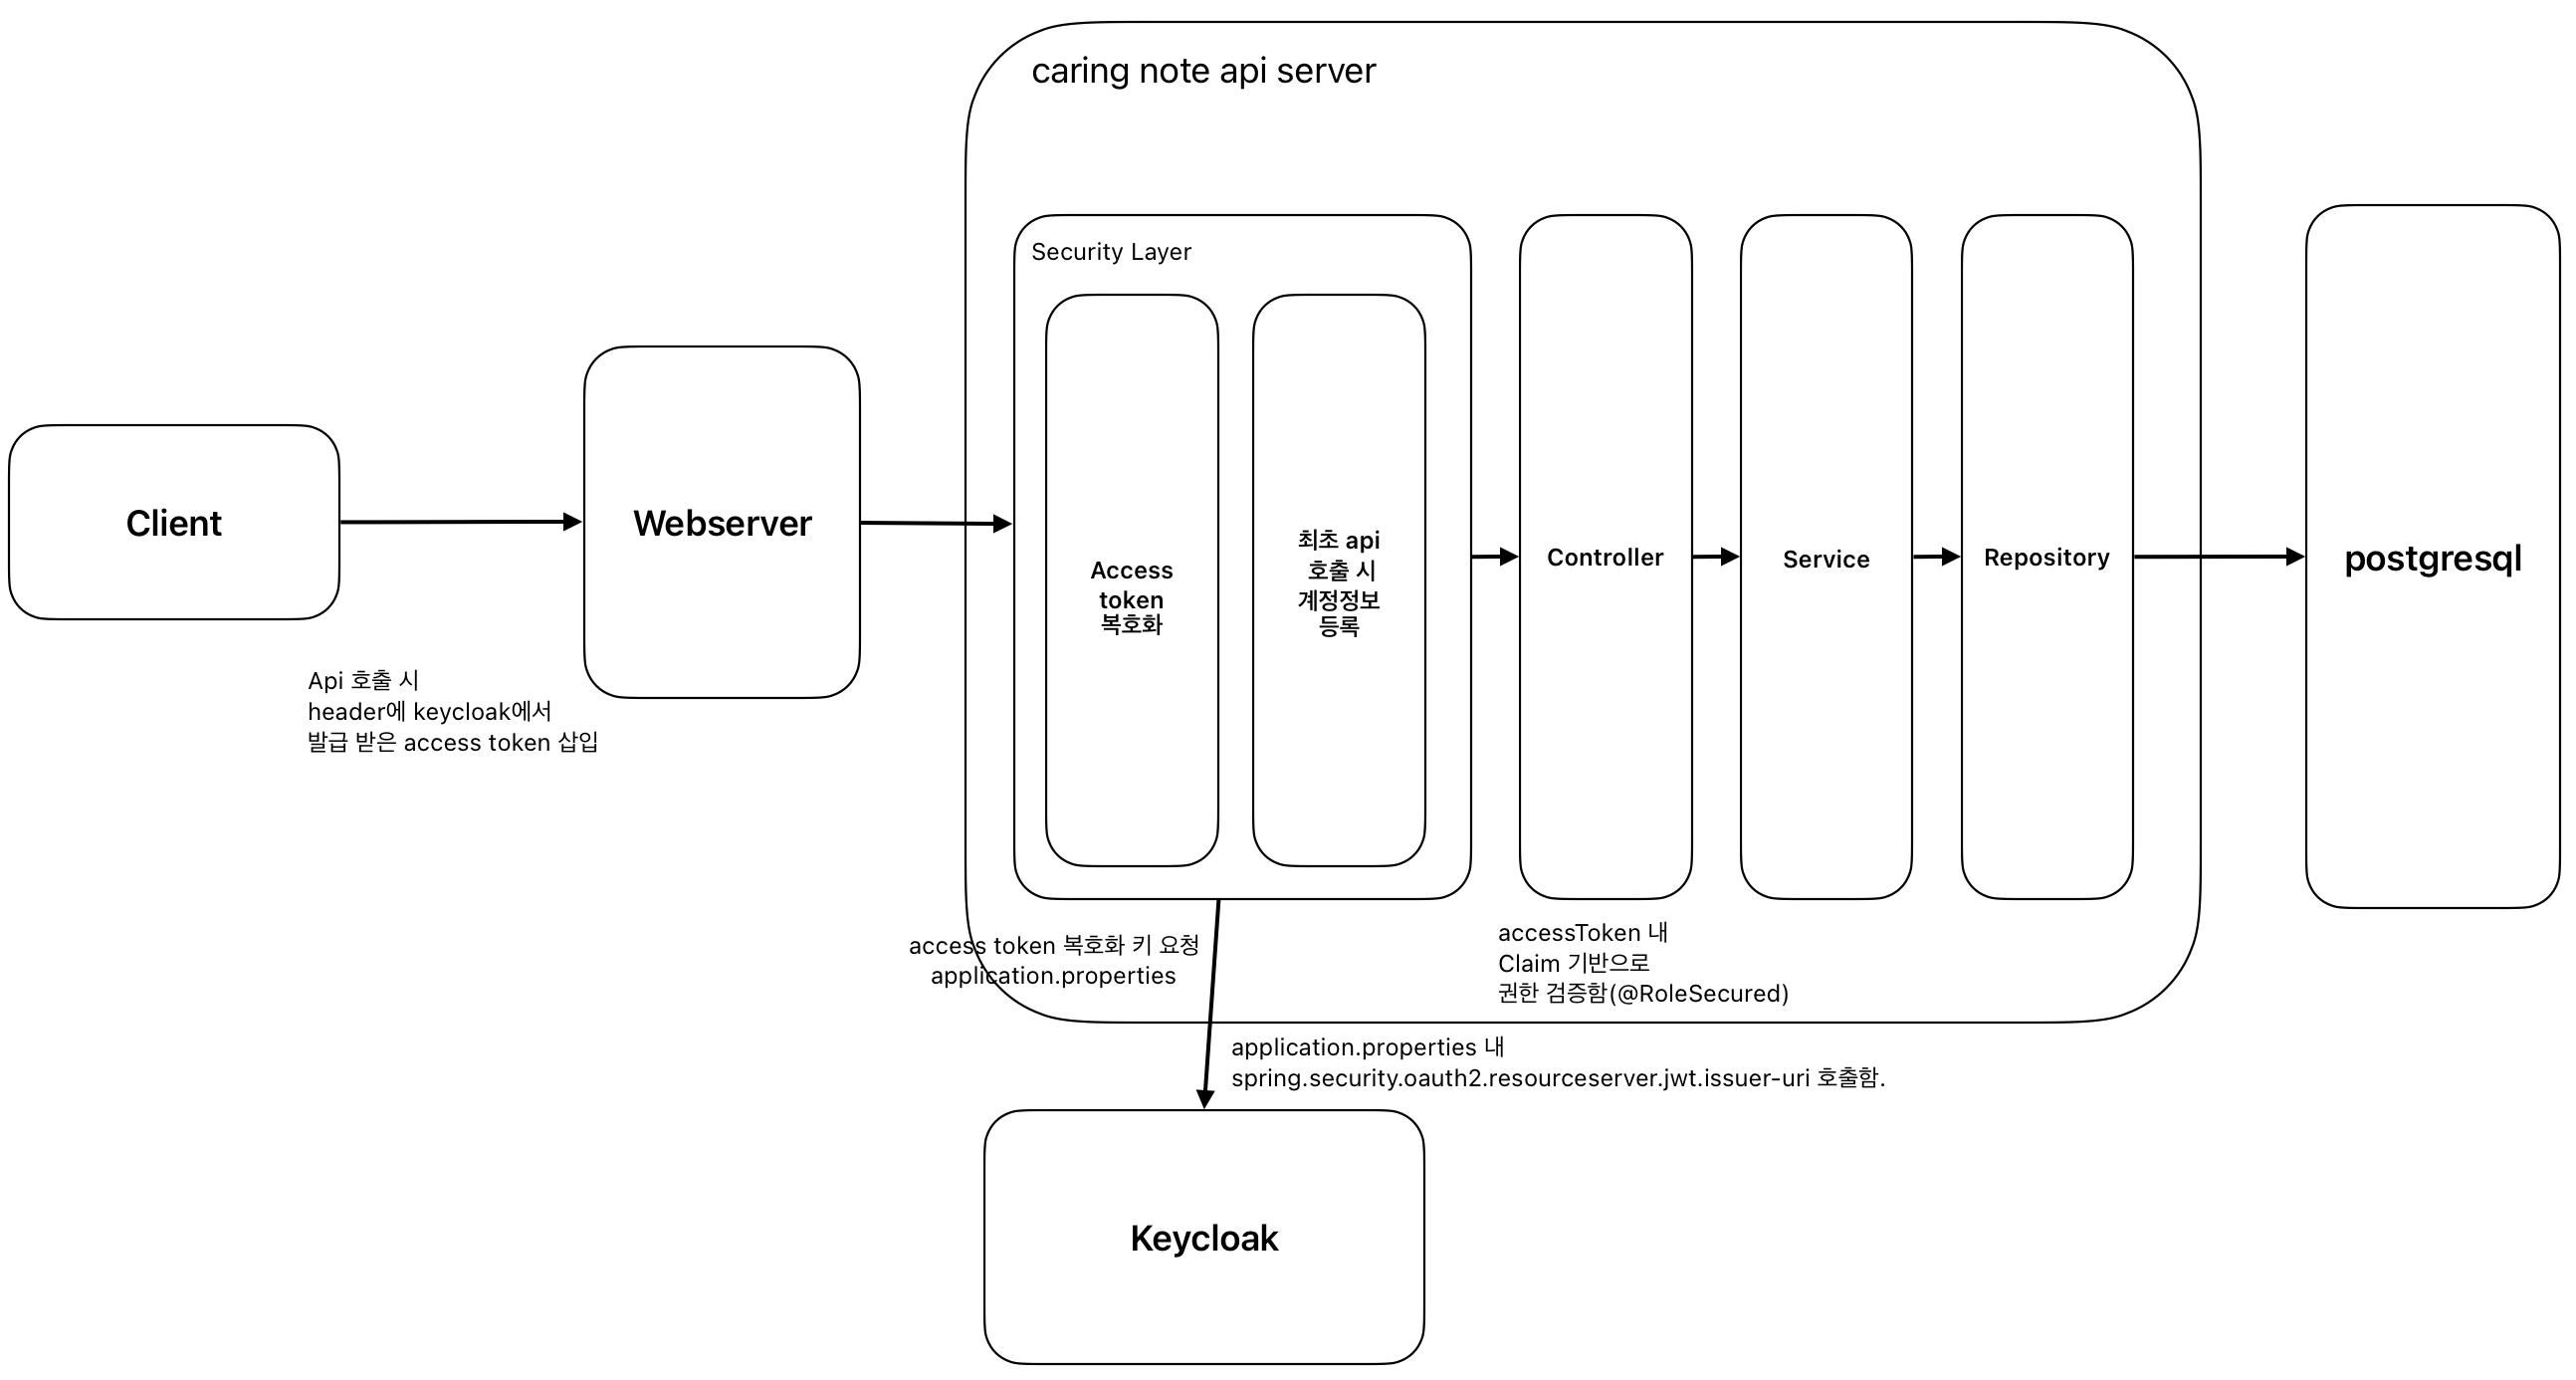 caring note api server
Security Layer
Client
Webserver
Access
token
복호화
최초 api
호출 시
계정정보
등록
Controller
Service
Repository
postgresql
Api 호출 시
header에 keycloak에서
발급 받은 access token 삽입
access token 복호화 키 요청
application.properties
accessToken 내
Claim 기반으로
권한 검증함(@RoleSecured)
application.properties 내
spring.security.oauth2.resourceserver.jwt.issuer-uri 호출함.
Keycloak